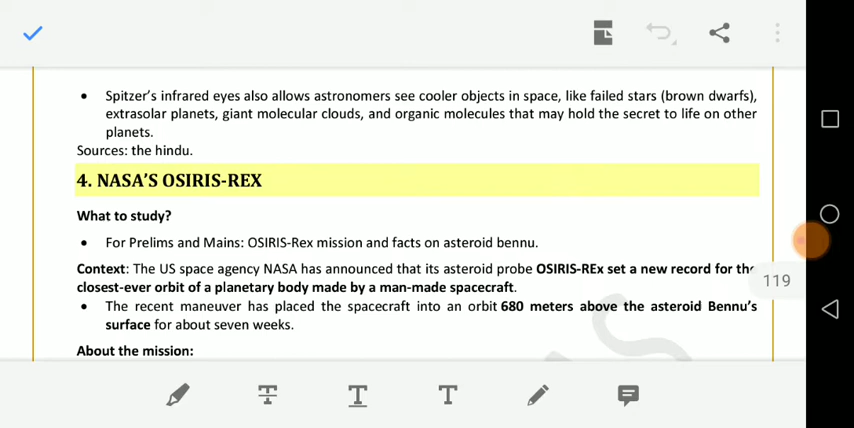 • Spitzer's infrared eyes also allows astronomers see cooler objects in space, like failed stars (brown dwarfs),
extrasolar planets, giant molecular clouds, and organic molecules that may hold the secret to life on other
planets.
Sources: the hindu.
4. NASA'S OSIRIS-REX
What to study?
• For Prelims and Mains: OSIRIS-Rex mission and facts on asteroid bennu.
Context: The US space agency NASA has announced that its asteroid probe OSIRIS-REx set a new record for the
closest-ever orbit of a planetary body made by a man-made spacecraft.
119
• The recent maneuver has placed the spacecraft into an orbit 680 meters above the asteroid Bennu's
surface for about seven weeks.
About the mission: